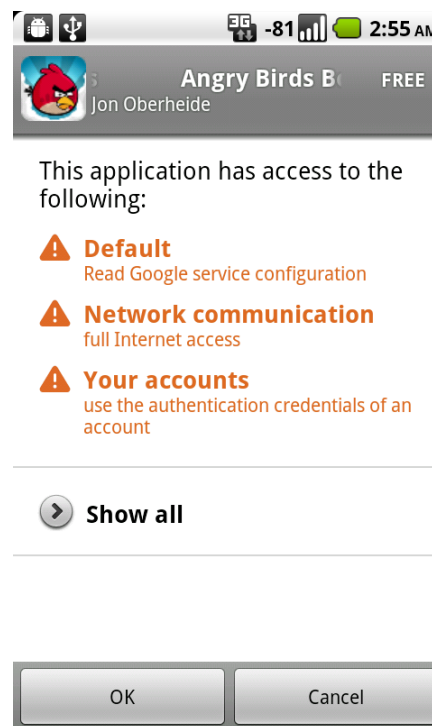 3G -81 2:55 AM
s Angry Birds B FREE
Jon Oberheide
This application has access to the
following:
Default
Read Google service configuration
Network communication
full Internet access
Your accounts
use the authentication credentials of an
account
Show all
OK Cancel